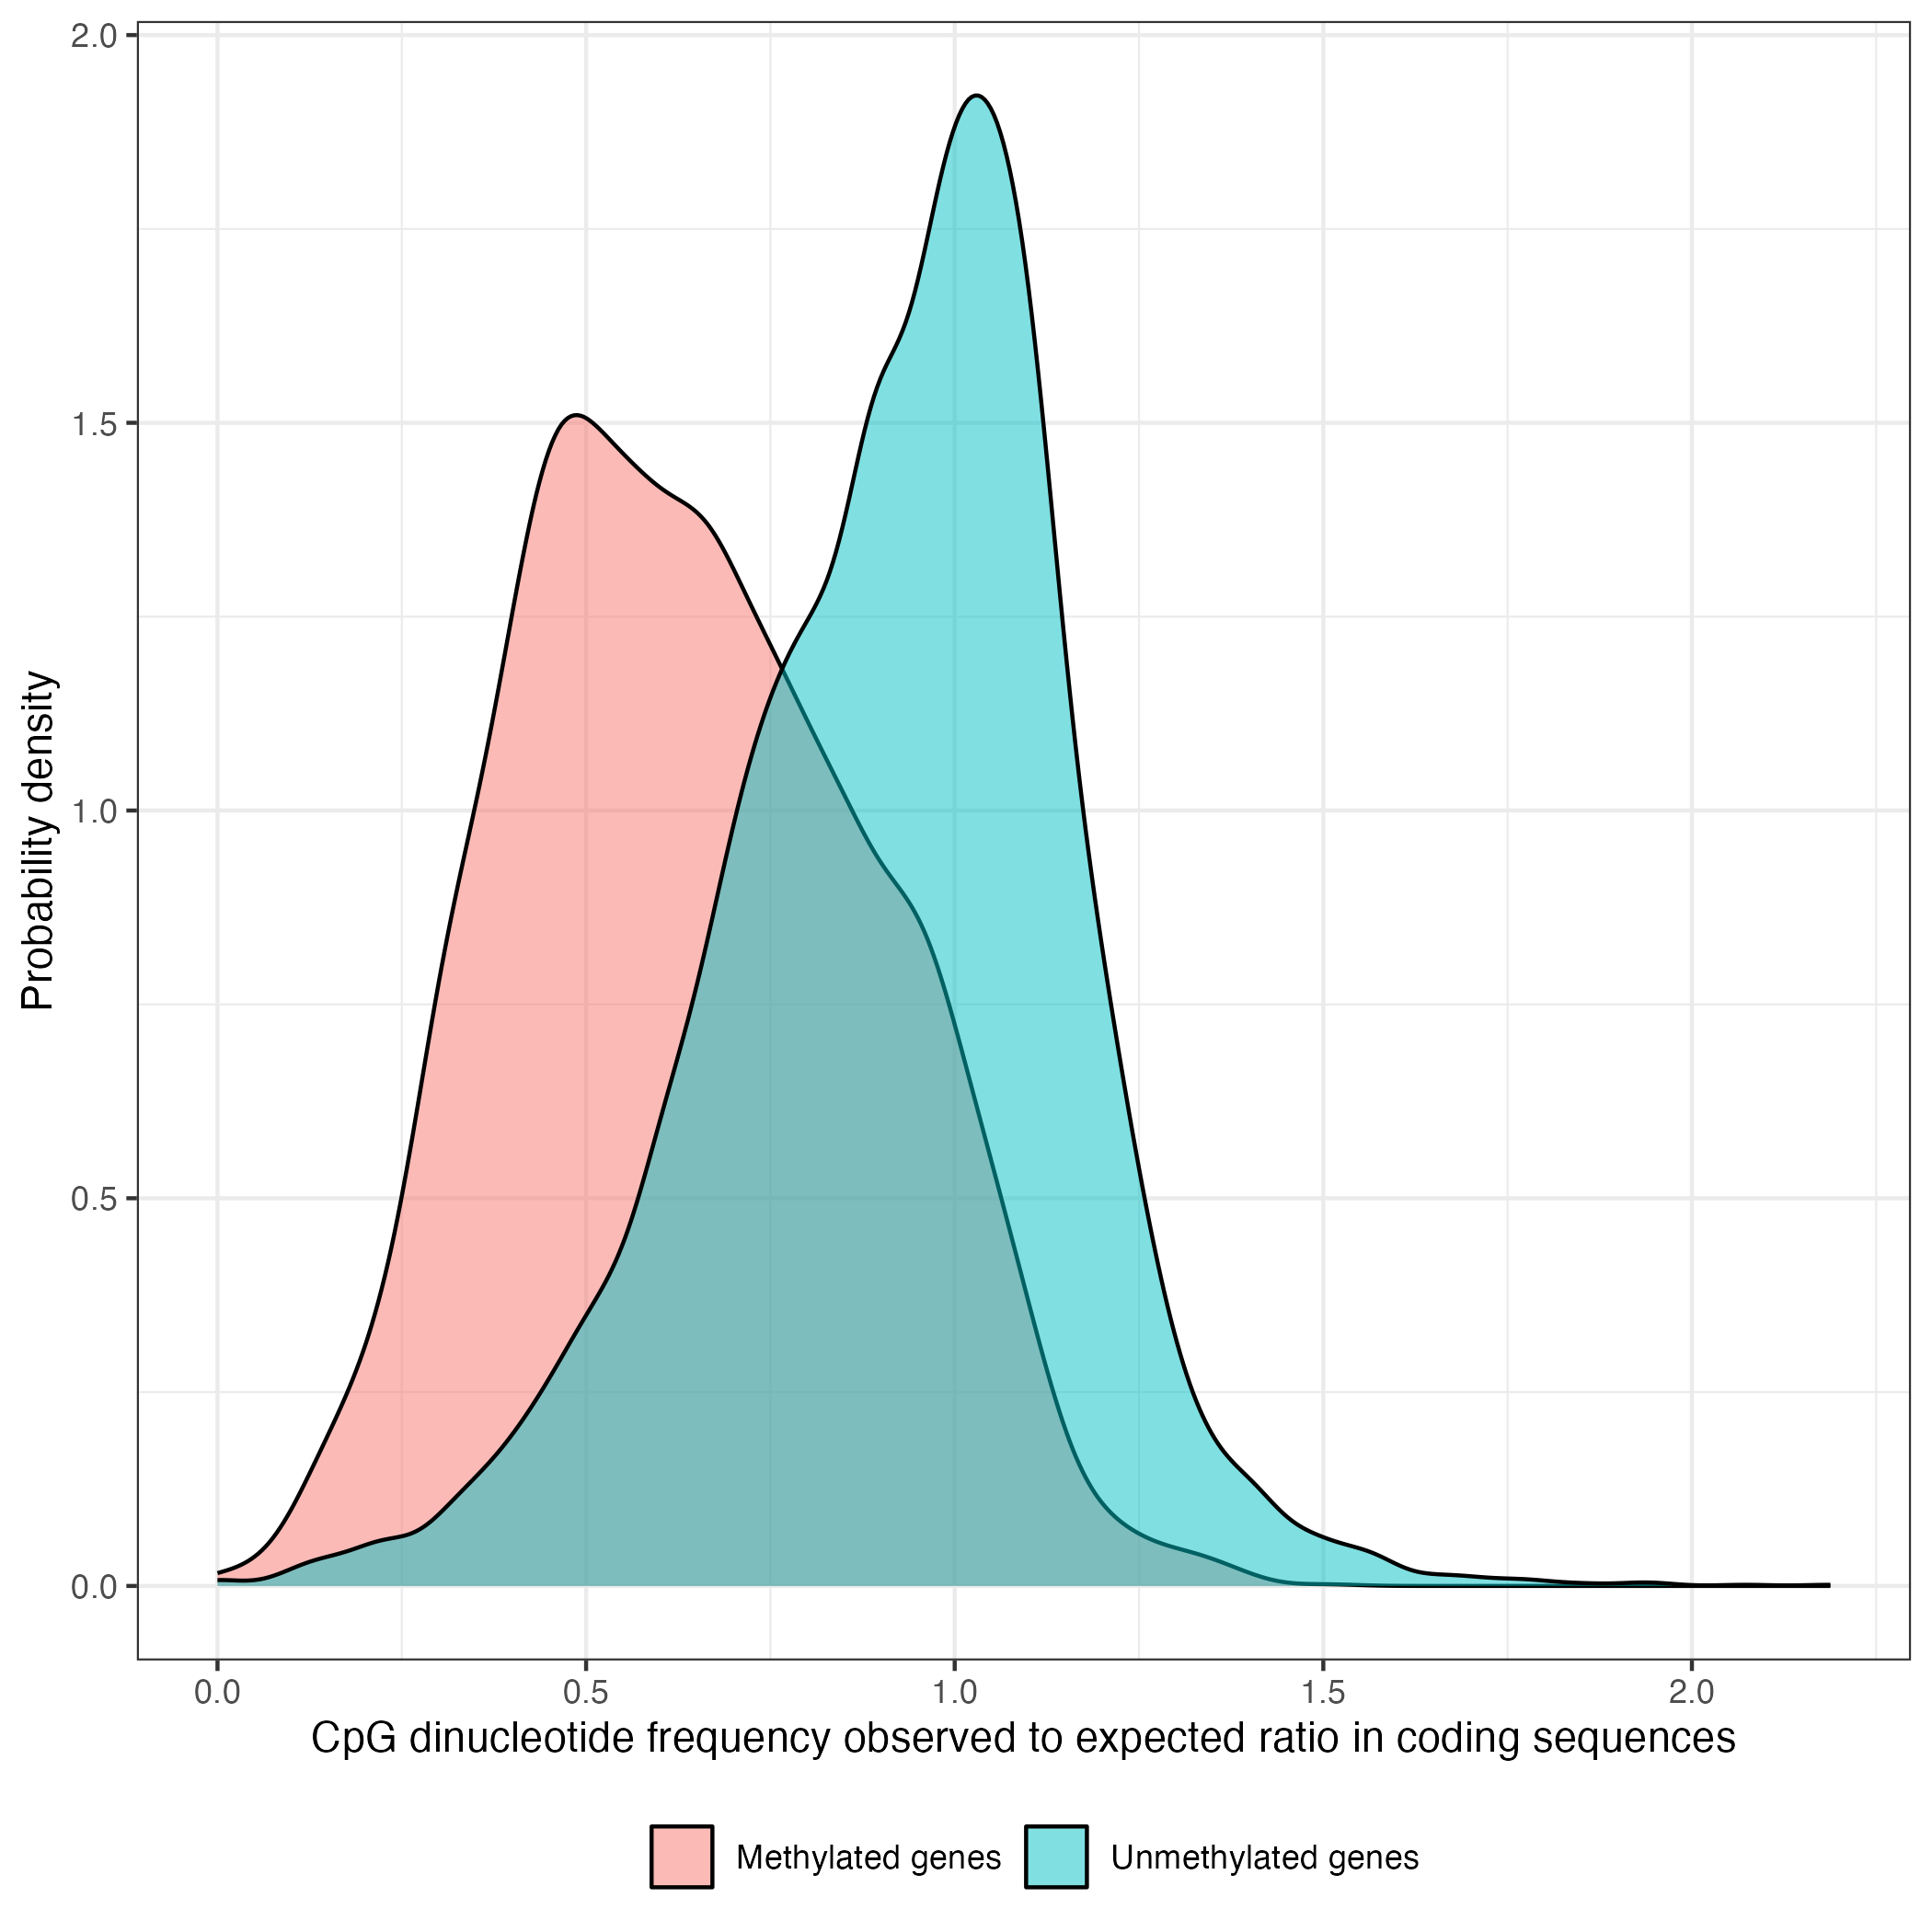 2.0
1.5
1.0
0.5
0.0
Probability density
0.0 0.5 1.0 1.5 2.0
CpG dinucleotide frequency observed to expected ratio in coding sequences
Methylated genes Unmethylated genes